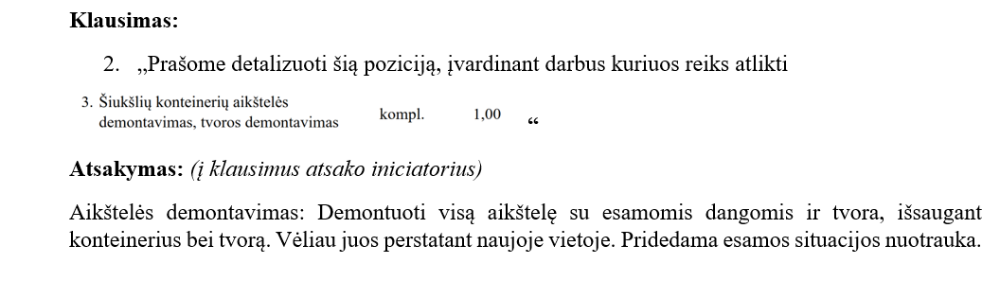 Klausimas:
2. „Prašome detalizuoti šią poziciją, įvardinant darbus kuriuos reiks atlikti
3. Šiukšlių konteinerių aikštelės
demontavimas, tvoros demontavimas kompl. 1,00 “
Atsakymas: (į klausimus atsako iniciatorius)
Aikštelės demontavimas: Demontuoti visą aikštelę su esamomis dangomis ir tvora, išsaugant
konteinerius bei tvorą. Vėliau juos perstatant naujoje vietoje. Pridedama esamos situacijos nuotrauka.